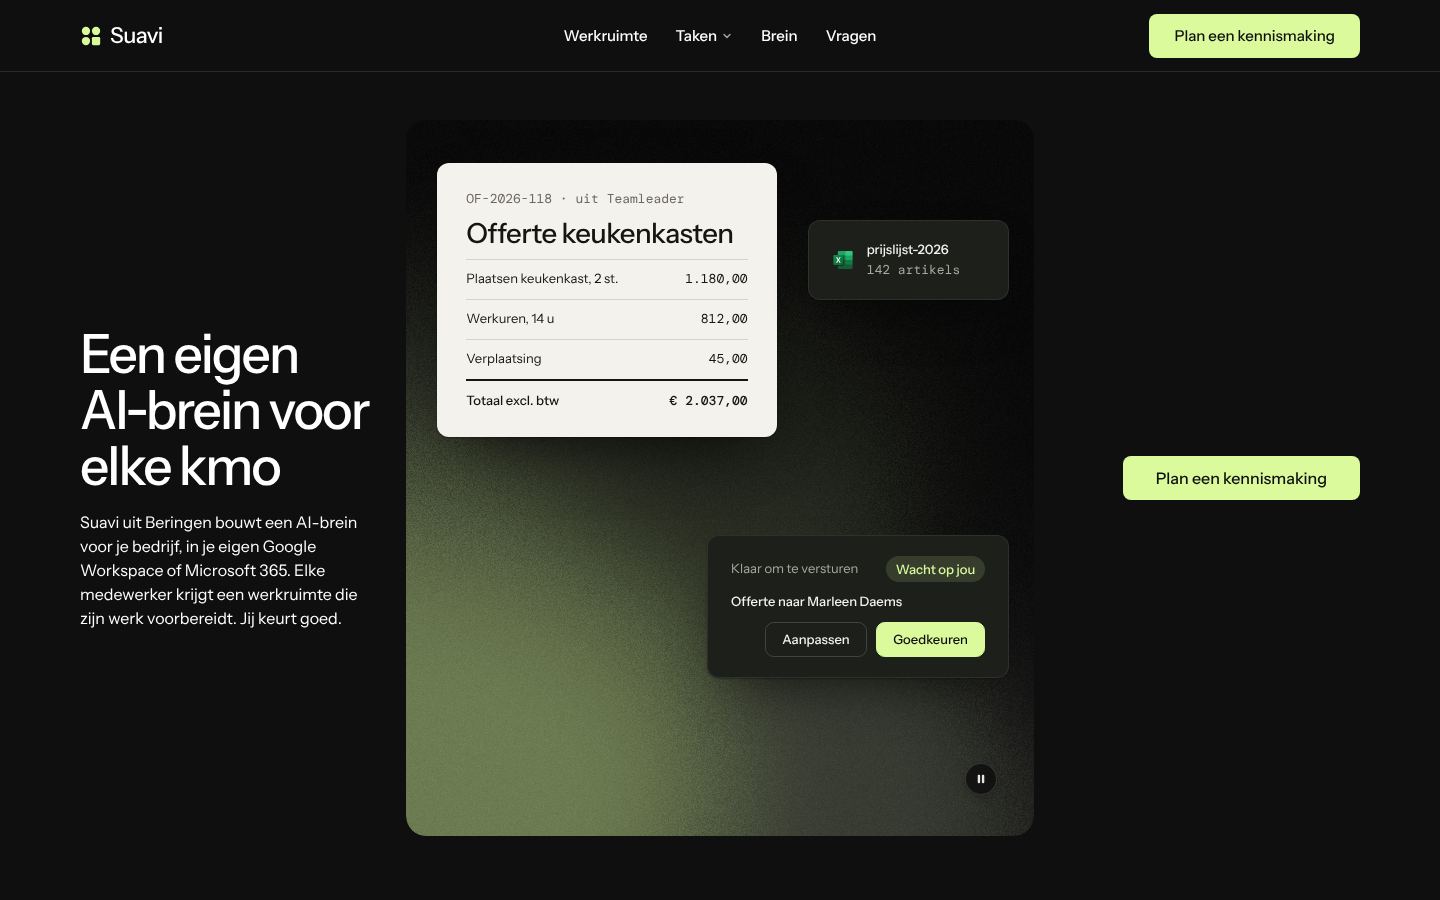 Suavi
Werkruimte
Taken
Brein
Vragen
Plan een kennismaking
Een eigen
AI-brein voor
elke kmo
Suavi uit Beringen bouwt een AI-brein
voor je bedrijf, in je eigen Google
Workspace of Microsoft 365. Elke
medewerker krijgt een werkruimte die
zijn werk voorbereidt. Jij keurt goed.
OF-2026-118 · uit Teamleader
Offerte keukenkasten
Plaatsen keukenkast, 2 st. 1.180,00
Werkuren, 14 u 812,00
Verplaatsing 45,00
Totaal excl. btw € 2.037,00
prijslijst-2026
142 artikels
Klaar om te versturen Wacht op jou
Offerte naar Marleen Daems
Aanpassen Goedkeuren
Plan een kennismaking